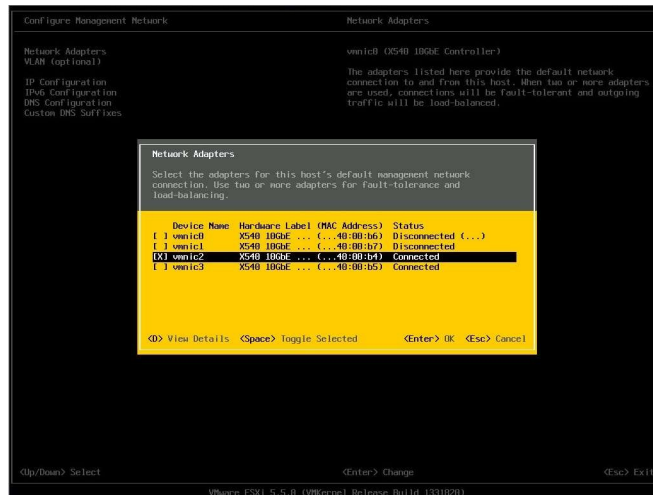 Configure Management Network
Network Adapters
Network Adapters
VLAN (optional)
IP Configuration
IPv6 Configuration
DNS Configuration
Custom DNS Suffixes
vmnic0 (X540 10GbE Controller)
The adapters listed here provide the default network
connection to and from this host. When two or more adapters
are used, connections will be fault-tolerant and outgoing
traffic will be load-balanced.
Network Adapters
Select the adapters for this host's default management network
connection. Use two or more adapters for fault-tolerance and
load-balancing.
Device Name Hardware Label (MAC Address) Status
[ ] vmnic0 X540 10GbE ... (...40:00:b6) Disconnected (...)
[ ] vmnic1 X540 10GbE ... (...40:00:b7) Disconnected
[X] vmnic2 X540 10GbE ... (...40:00:b4) Connected
[ ] vmnic3 X540 10GbE ... (...40:00:b5) Connected
<D> View Details <Space> Toggle Selected <Enter> OK <Esc> Cancel
<Up/Down> Select <Enter> Change <Esc> Exit
VMware ESXi 5.5.0 (VMKernel Release Build 1331820)